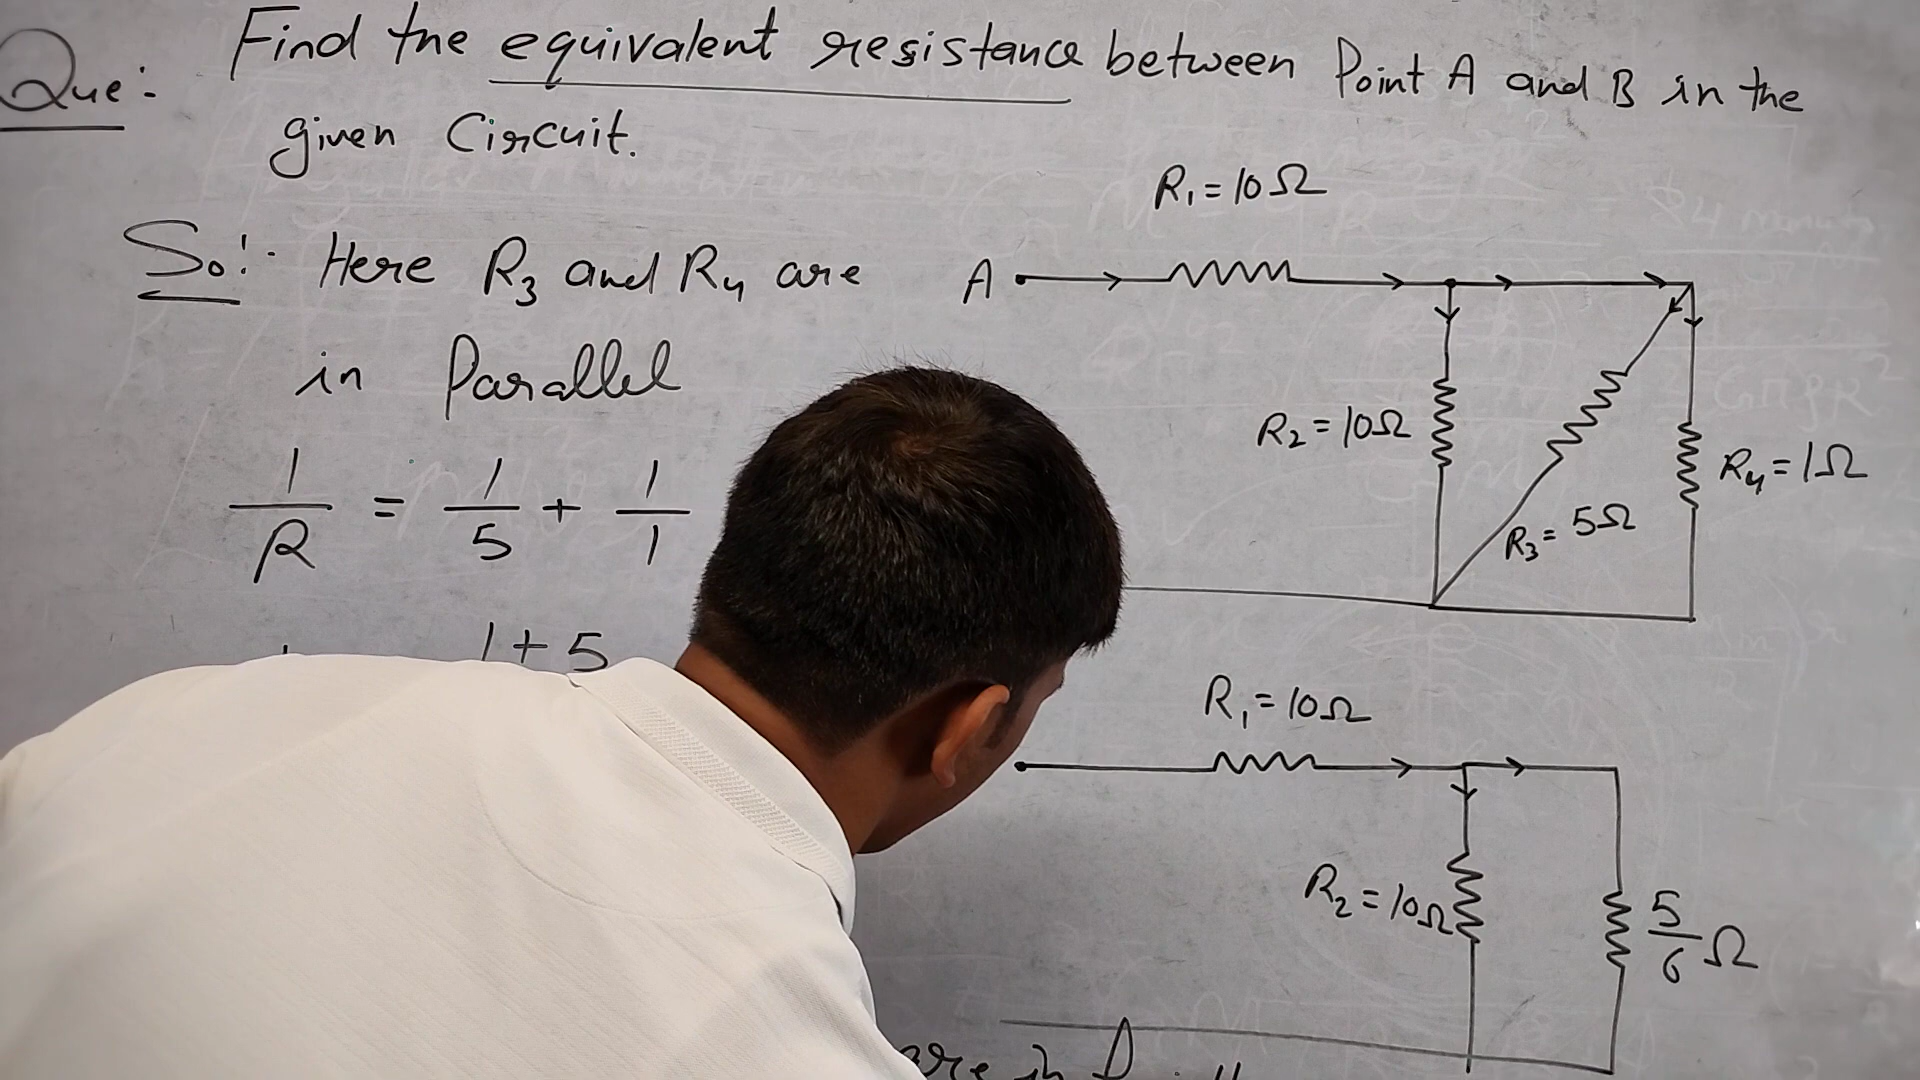 Que:- Find the equivalent resistance between Point A and B in the
given Circuit.
Sol:- Here R3 and R4 are
in Parallel
1/R = 1/5 + 1/1
1+5
R1=10Ω
A
R2=10Ω
R3=5Ω
R4=1Ω
R1=10Ω
R2=10Ω
5/6 Ω
are in